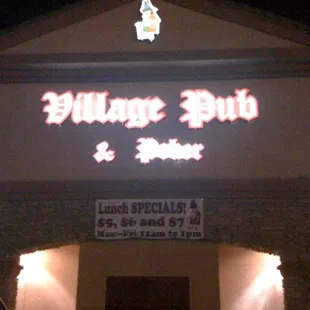 Village Pub
& Poker
Lunch SPECIALS!
$5, $6 and $7
Mon-Fri 11am to 1pm